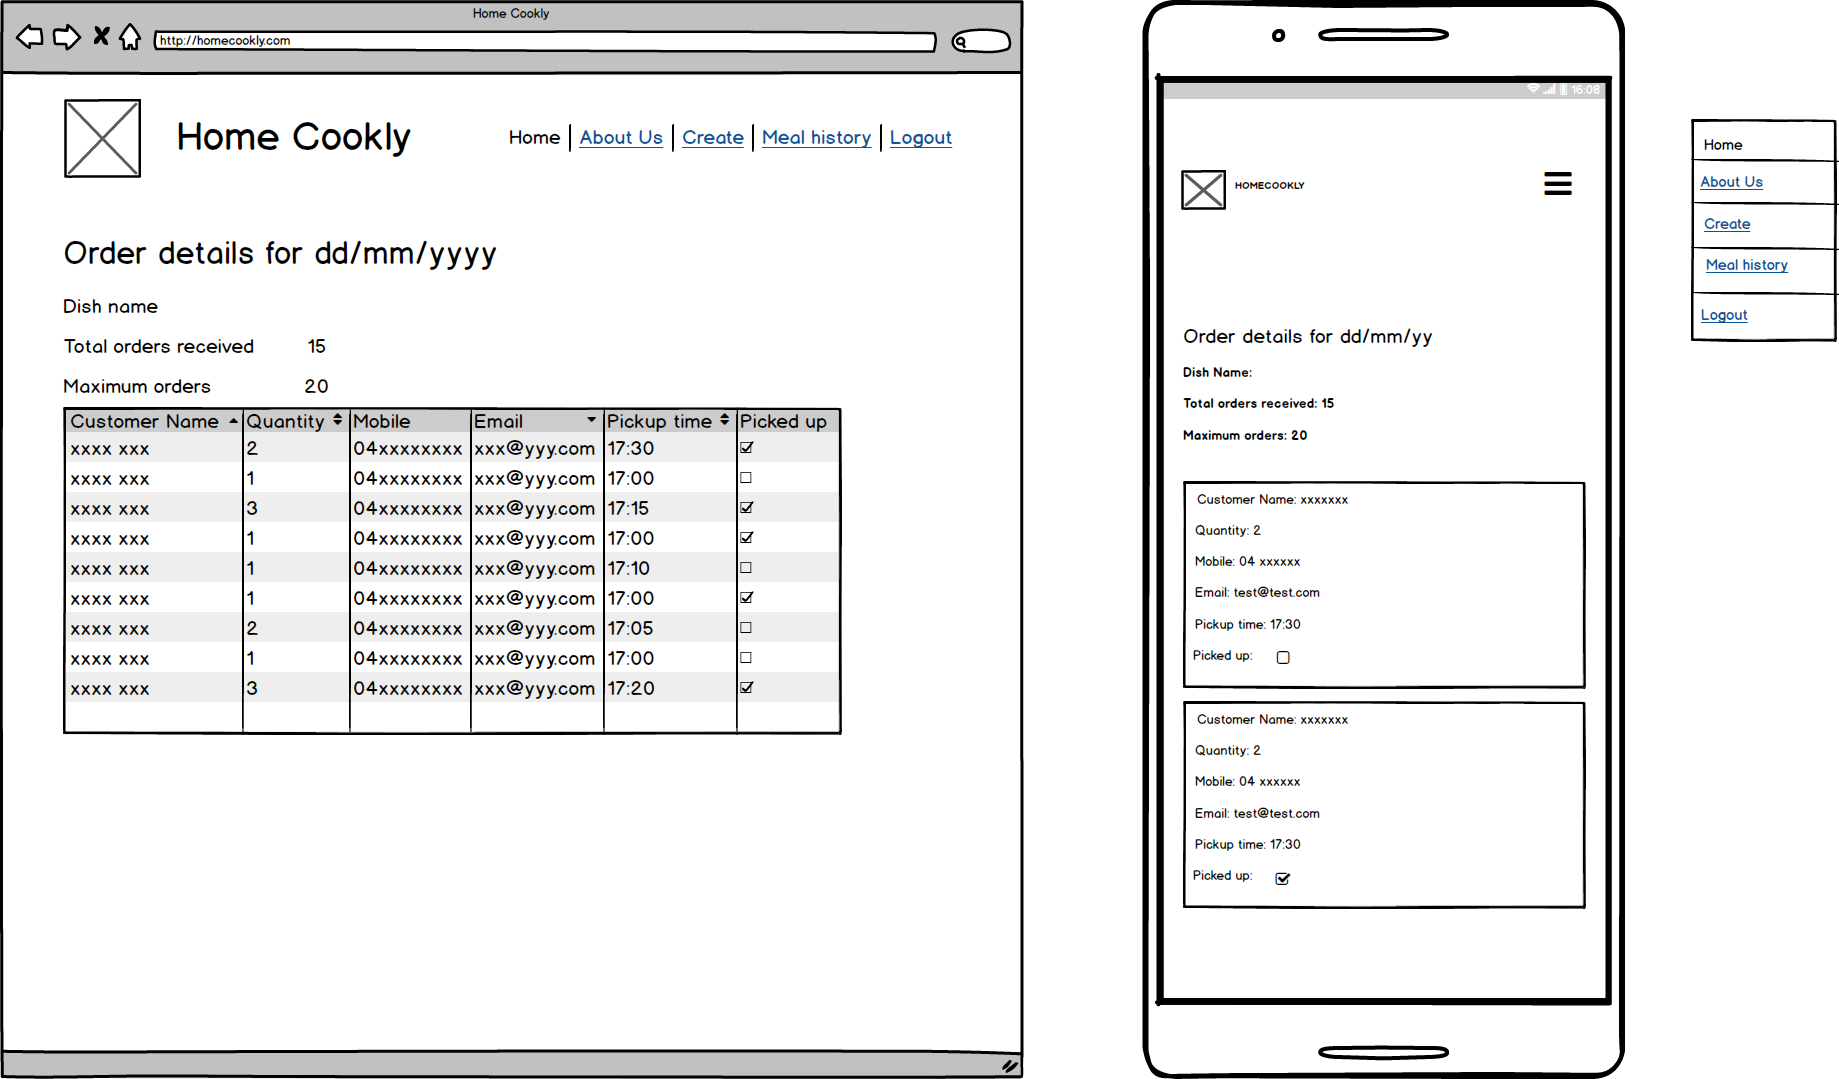 Home Cookly
http://homecookly.com
Home Cookly
Home About Us Create Meal history Logout
Order details for dd/mm/yyyy
Dish name
Total orders received 15
Maximum orders 20
Customer Name Quantity Mobile Email Pickup time Picked up
xxxx xxx 2 04xxxxxxxx xxx@yyy.com 17:30
xxxx xxx 1 04xxxxxxxx xxx@yyy.com 17:00
xxxx xxx 3 04xxxxxxxx xxx@yyy.com 17:15
xxxx xxx 1 04xxxxxxxx xxx@yyy.com 17:00
xxxx xxx 1 04xxxxxxxx xxx@yyy.com 17:10
xxxx xxx 1 04xxxxxxxx xxx@yyy.com 17:00
xxxx xxx 2 04xxxxxxxx xxx@yyy.com 17:05
xxxx xxx 1 04xxxxxxxx xxx@yyy.com 17:00
xxxx xxx 3 04xxxxxxxx xxx@yyy.com 17:20
16:08
HOMECOOKLY
Order details for dd/mm/yy
Dish Name:
Total orders received: 15
Maximum orders: 20
Customer Name: xxxxxxx
Quantity: 2
Mobile: 04 xxxxxx
Email: test@test.com
Pickup time: 17:30
Picked up:
Customer Name: xxxxxxx
Quantity: 2
Mobile: 04 xxxxxx
Email: test@test.com
Pickup time: 17:30
Picked up:
Home
About Us
Create
Meal history
Logout